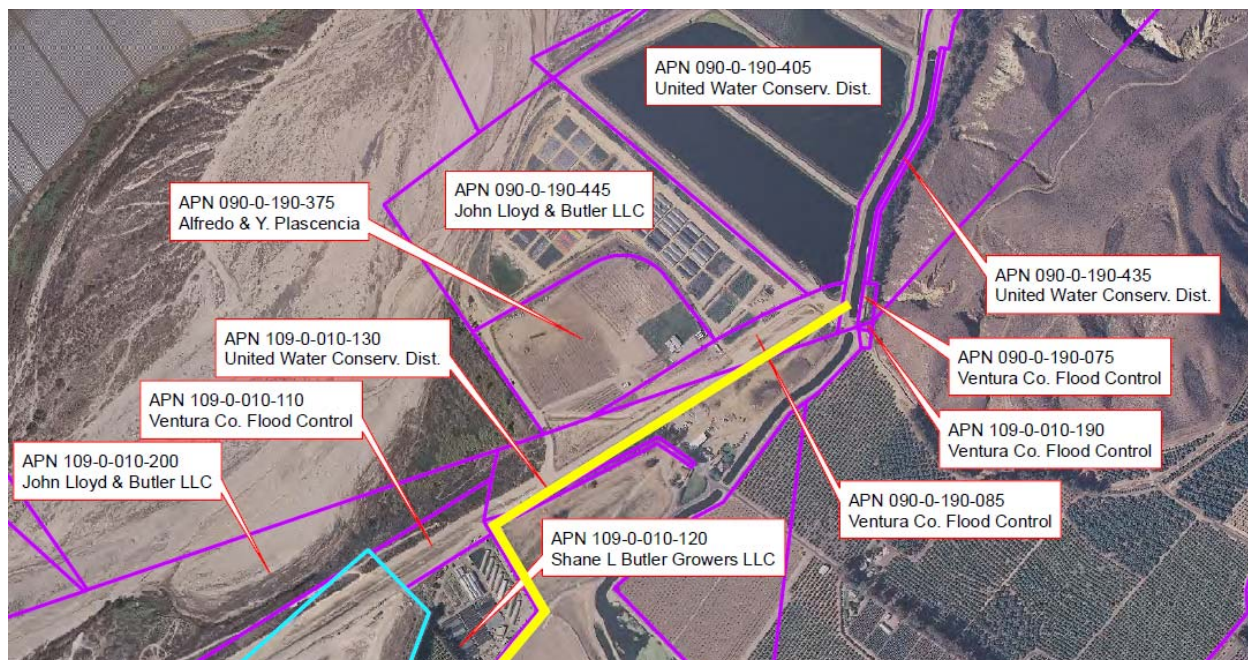 APN 090-0-190-405
United Water Conserv. Dist.
APN 090-0-190-375
Alfredo & Y. Plascencia
APN 090-0-190-445
John Lloyd & Butler LLC
APN 090-0-190-435
United Water Conserv. Dist.
APN 109-0-010-130
United Water Conserv. Dist.
APN 090-0-190-075
Ventura Co. Flood Control
APN 109-0-010-110
Ventura Co. Flood Control
APN 109-0-010-190
Ventura Co. Flood Control
APN 109-0-010-200
John Lloyd & Butler LLC
APN 090-0-190-085
Ventura Co. Flood Control
APN 109-0-010-120
Shane L Butler Growers LLC